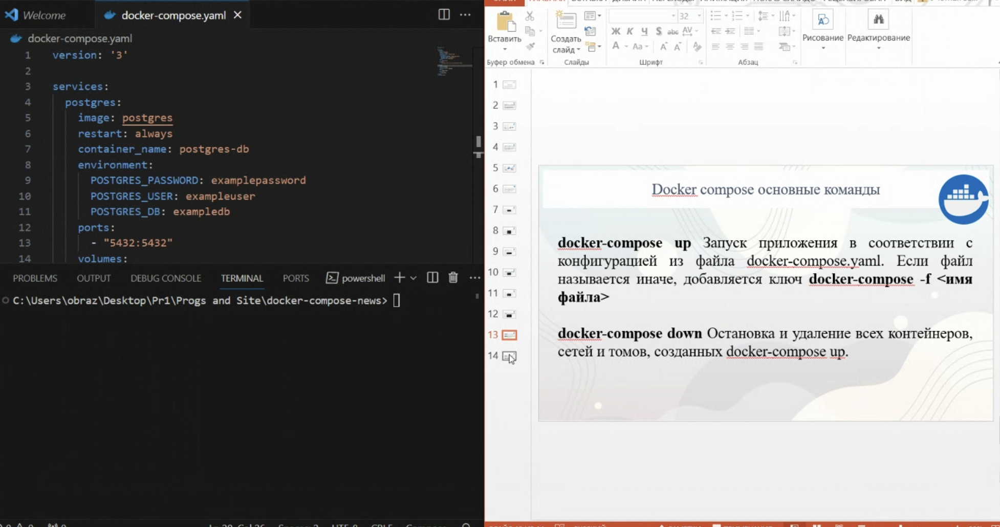 Welcome
docker-compose.yaml
docker-compose.yaml
1 version: '3'
2
3 services:
4 postgres:
5 image: postgres
6 restart: always
7 container_name: postgres-db
8 environment:
9 POSTGRES_PASSWORD: examplepassword
10 POSTGRES_USER: exampleuser
11 POSTGRES_DB: exampledb
12 ports:
13 - "5432:5432"
14 volumes:
PROBLEMS OUTPUT DEBUG CONSOLE TERMINAL PORTS powershell
C:\Users\obraz\Desktop\Pr1\Progs and Site\docker-compose-news>
Вставить
Создать
слайд
32
Ж К Ч S abc AV
A Aa A A
Рисование
Редактирование
Буфер обмена
Слайды
Шрифт
Абзац
1
2
3
4
5
6
7
8
9
10
11
12
13
14
Docker compose основные команды
docker-compose up Запуск приложения в соответствии с
конфигурацией из файла docker-compose.yaml. Если файл
называется иначе, добавляется ключ docker-compose -f <имя
файла>
docker-compose down Остановка и удаление всех контейнеров,
сетей и томов, созданных docker-compose up.